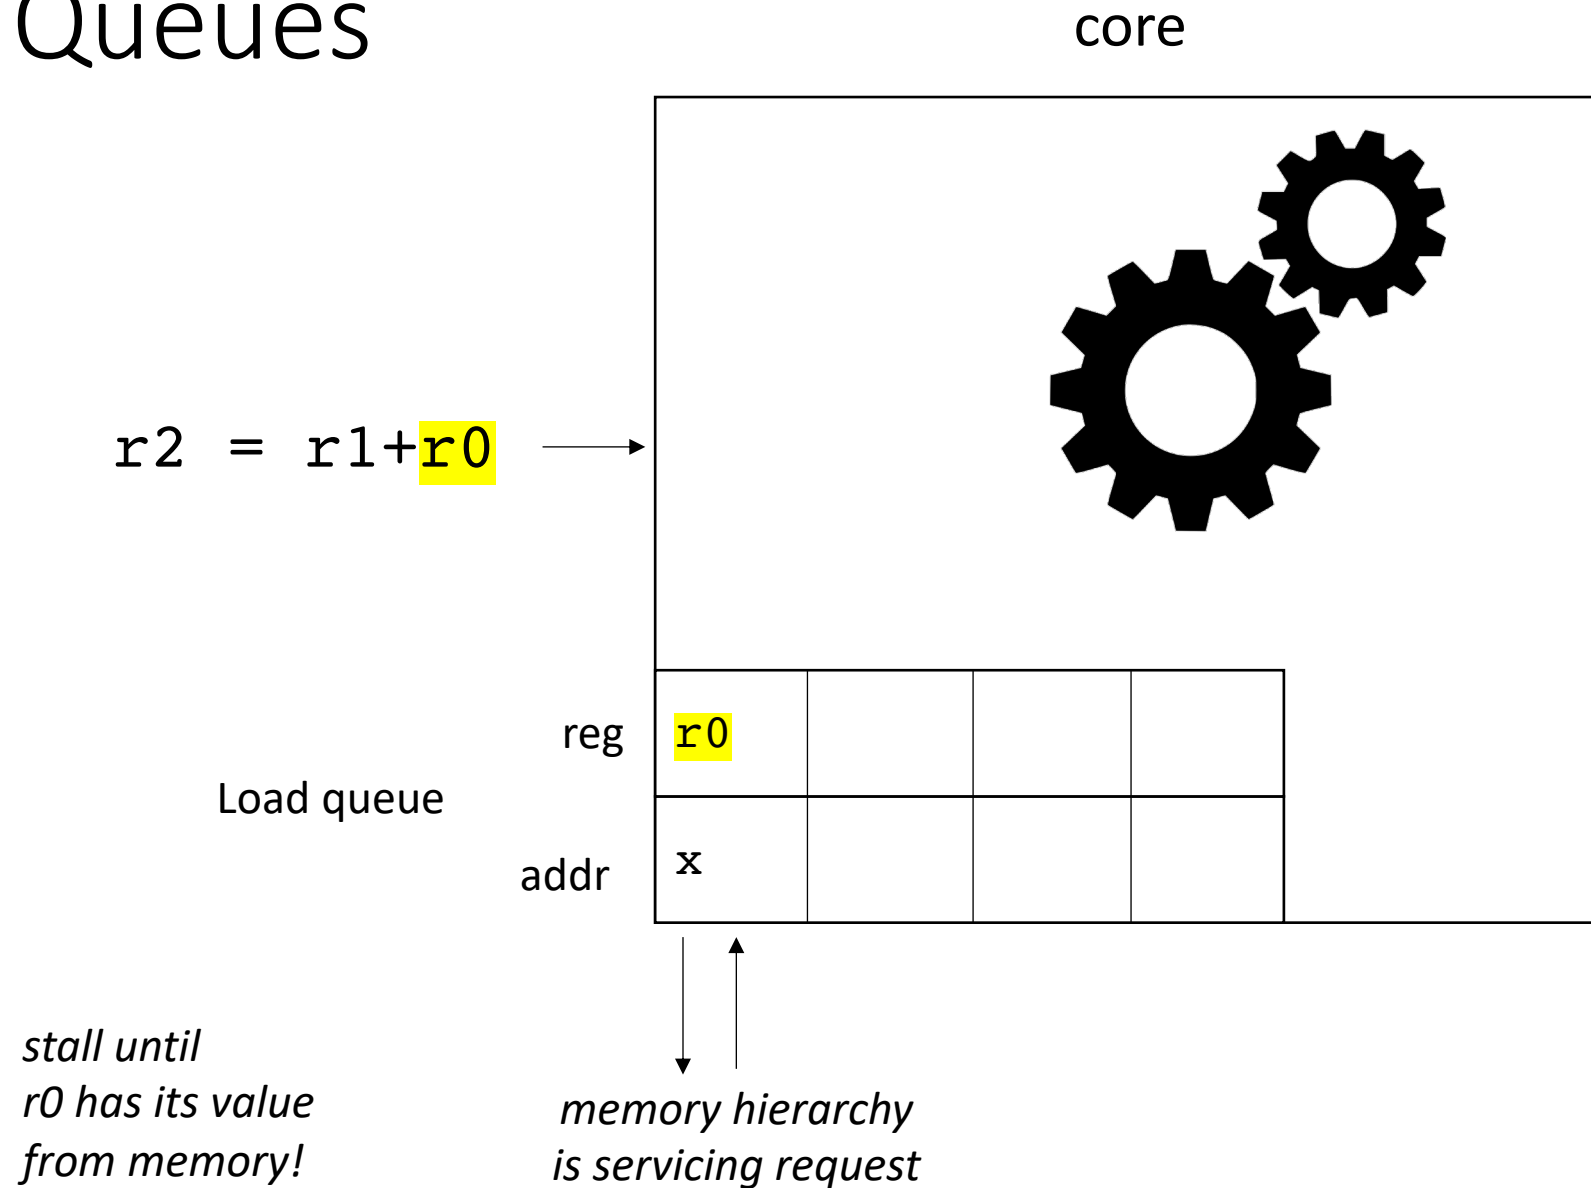 Queues
core
r2 = r1+r0
reg
r0
Load queue
addr
x
stall until
r0 has its value
from memory!
memory hierarchy
is servicing request